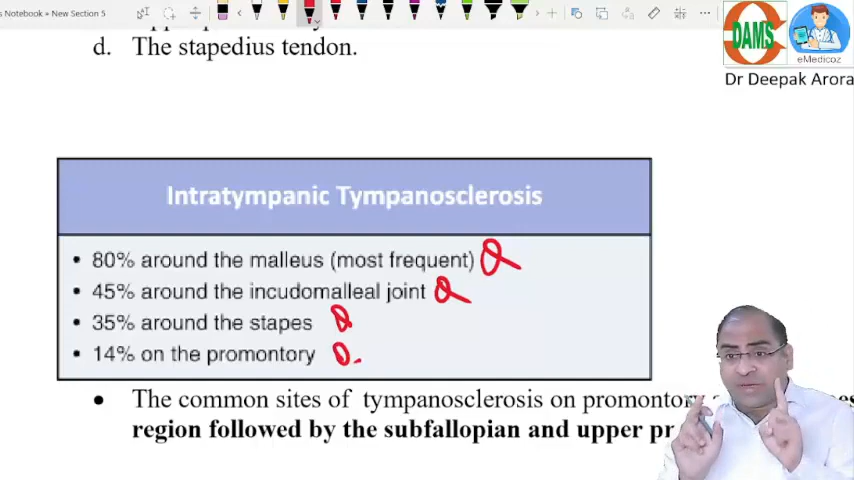 s Notebook » New Section 5
DAMS
eMedicoz
Dr Deepak Arora
d. The stapedius tendon.
Intratympanic Tympanosclerosis
• 80% around the malleus (most frequent)
• 45% around the incudomalleal joint
• 35% around the stapes
• 14% on the promontory
• The common sites of tympanosclerosis on promontory
region followed by the subfallopian and upper pr